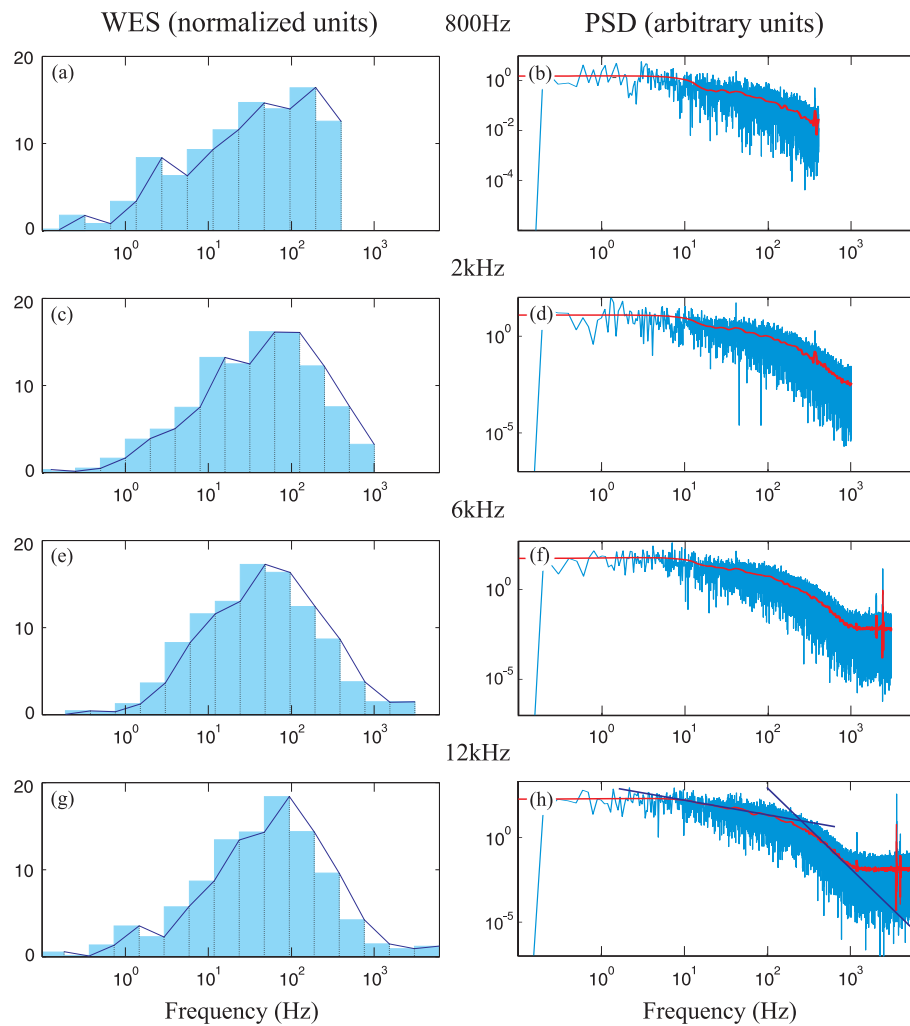 WES (normalized units) 800Hz PSD (arbitrary units)
(a)
20
10
0
10^0 10^1 10^2 10^3
(b)
10^0
10^-2
10^-4
10^0 10^1 10^2 10^3
2kHz
(c)
20
10
0
10^0 10^1 10^2 10^3
(d)
10^0
10^-5
10^0 10^1 10^2 10^3
6kHz
(e)
20
10
0
10^0 10^1 10^2 10^3
(f)
10^0
10^-5
10^0 10^1 10^2 10^3
12kHz
(g)
20
10
0
10^0 10^1 10^2 10^3
Frequency (Hz)
(h)
10^0
10^-5
10^0 10^1 10^2 10^3
Frequency (Hz)